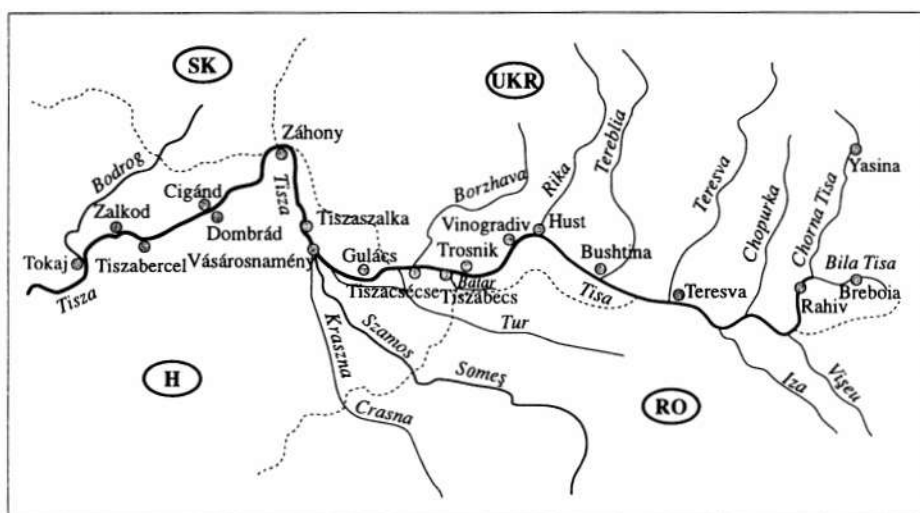 SK
UKR
Záhony
Bodrog
Tisza
Cigánd
Borzhava
Rika
Tereblia
Teresva
Chopurka
Chorna Tisa
Yasina
Zalkod
Dombrád
Tiszaszalka
Vinogradiv
Hust
Tokaj
Tiszabercel
Vásárosnamény
Gulács
Trosnik
Bushtina
Bila Tisa
Tisza
Tiszacsécse
Batar
Tiszabecs
Tisa
Teresva
Rahiv
Breboia
Kraszna
Szamos
Tur
H
Someş
RO
Iza
Vişeu
Crasna